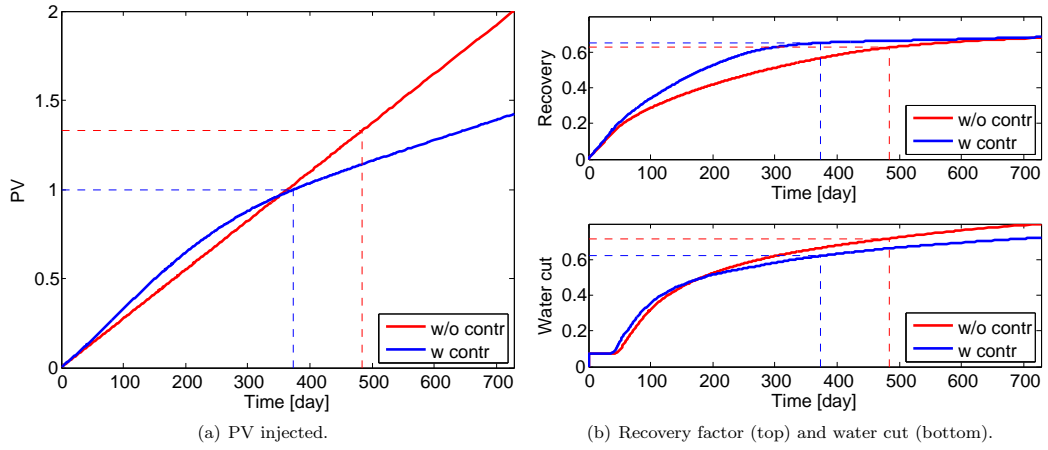 2
1.5
1
0.5
0
PV
0 100 200 300 400 500 600 700
Time [day]
w/o contr
w contr
(a) PV injected.
0.6
0.4
0.2
0
Recovery
0 100 200 300 400 500 600 700
Time [day]
w/o contr
w contr
0.6
0.4
0.2
0
Water cut
0 100 200 300 400 500 600 700
Time [day]
w/o contr
w contr
(b) Recovery factor (top) and water cut (bottom).